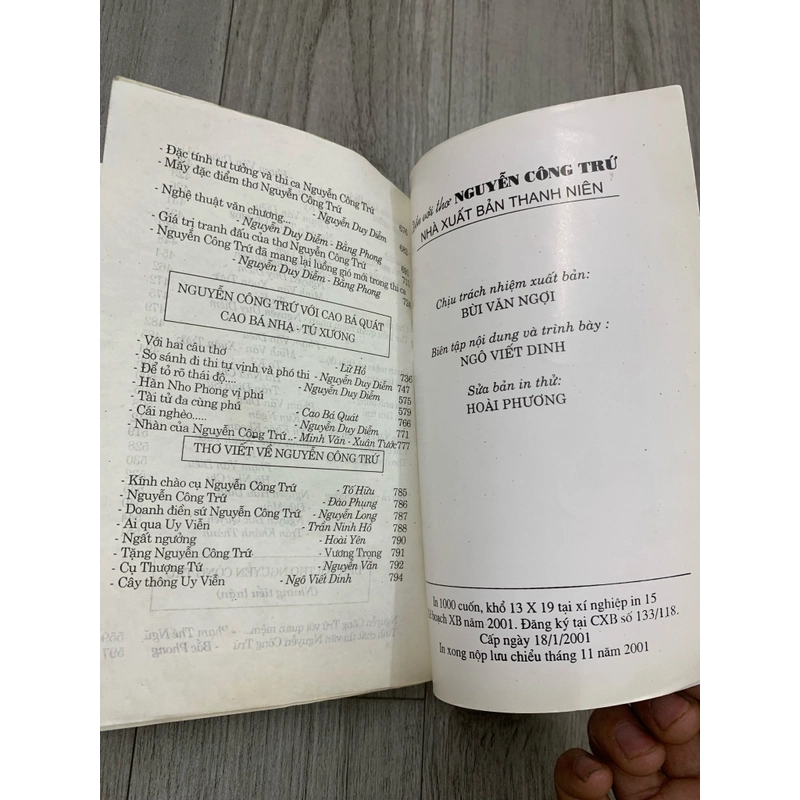 - Đặc tính tư tưởng và thi ca Nguyễn Công Trứ
- Mấy đặc điểm thơ Nguyễn Công Trứ
- Nguyễn Duy Diễm
- Nghệ thuật văn chương...
- Nguyễn Duy Diễm - Bằng Phong
- Giá trị tranh đấu của thơ Nguyễn Công Trứ
- Nguyễn Công Trứ đã mang lại luồng gió mới trong thi ca
- Nguyễn Duy Diễm - Bằng Phong
NGUYỄN CÔNG TRỨ VỚI CAO BÁ QUÁT
CAO BÁ NHẠ - TÚ XƯƠNG
- Với hai câu thơ - Lữ Hồ 736
- So sánh đi thi tự vịnh và phó thi - Nguyễn Duy Diễm 747
- Để tỏ rõ thái độ.... - Nguyễn Duy Diễm 575
- Hàn Nho Phong vị phú 579
- Tài tử đa cùng phú - Cao Bá Quát 766
- Cái nghèo..... - Nguyễn Duy Diễm 771
- Nhàn của Nguyễn Công Trứ .. - Minh Văn - Xuân Tước 777
THƠ VIẾT VỀ NGUYỄN CÔNG TRỨ
- Kính chào cụ Nguyễn Công Trứ - Tố Hữu 785
- Nguyễn Công Trứ - Đào Phụng 786
- Doanh điền sứ Nguyễn Công Trứ - Nguyễn Long 787
- Ai qua Uy Viễn - Trần Ninh Hồ 788
- Ngất ngưởng - Hoài Yên 790
- Tặng Nguyễn Công Trứ - Vương Trọng 791
- Cụ Thượng Tứ - Nguyễn Văn 792
- Cây thông Uy Viễn - Ngô Viết Dinh 794
với thơ NGUYỄN CÔNG TRỨ
NHÀ XUẤT BẢN THANH NIÊN
Chịu trách nhiệm xuất bản:
BÙI VĂN NGỢI
Biên tập nội dung và trình bày :
NGÔ VIẾT DINH
Sửa bản in thử:
HOÀI PHƯƠNG
In 1000 cuốn, khổ 13 X 19 tại xí nghiệp in 15
hoạch XB năm 2001. Đăng ký tại CXB số 133/118.
Cấp ngày 18/1/2001
In xong nộp lưu chiểu tháng 11 năm 2001